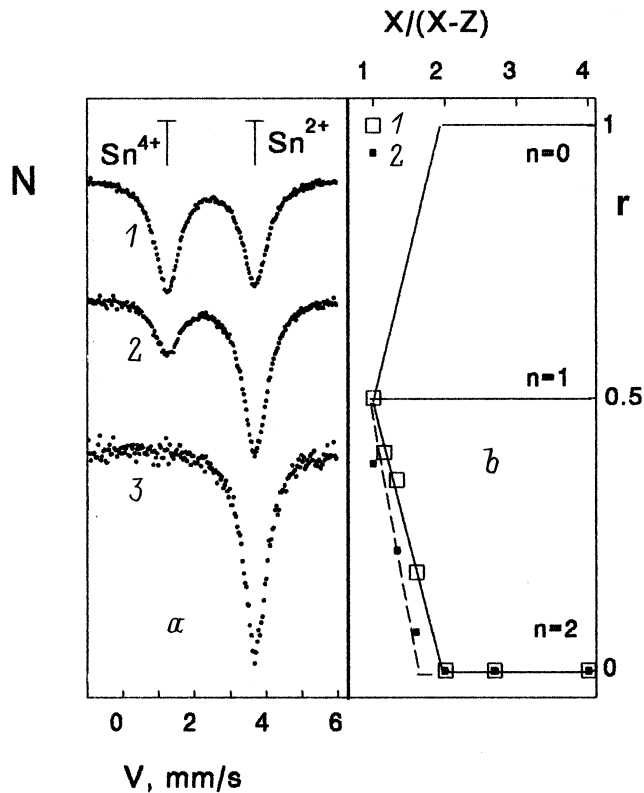 X/(X-Z)
1 2 3 4
Sn4+ Sn2+
N
1
2
3
a
0 2 4 6
V, mm/s
1
2
n=0
n=1
n=2
b
1
r
0.5
0